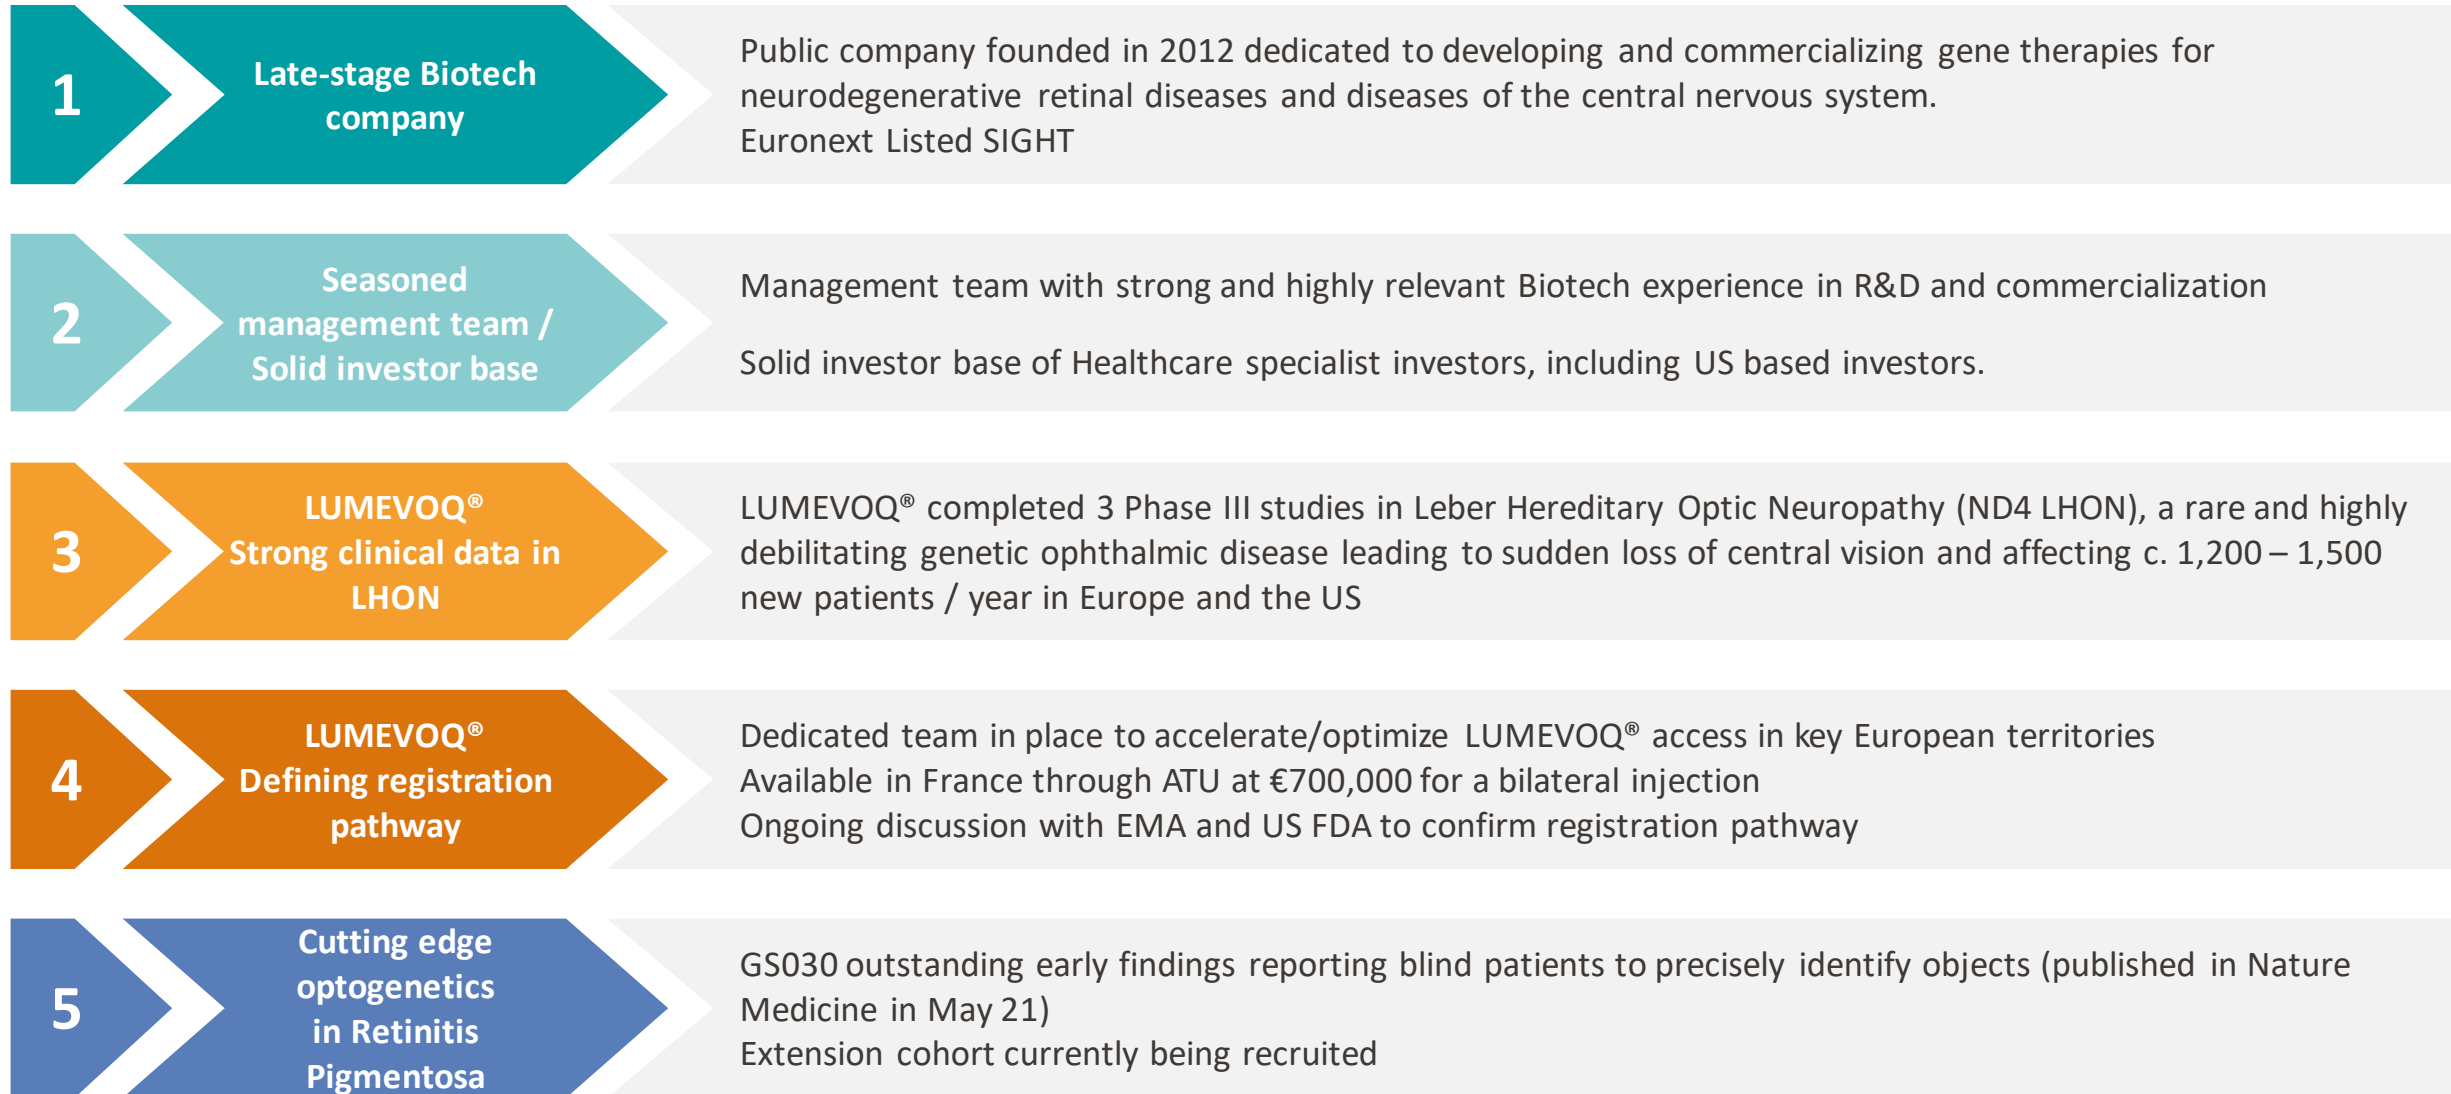 1
Late-stage Biotech
company
Public company founded in 2012 dedicated to developing and commercializing gene therapies for
neurodegenerative retinal diseases and diseases of the central nervous system.
Euronext Listed SIGHT
2
Seasoned
management team /
Solid investor base
Management team with strong and highly relevant Biotech experience in R&D and commercialization
Solid investor base of Healthcare specialist investors, including US based investors.
3
LUMEVOQ®
Strong clinical data in
LHON
LUMEVOQ® completed 3 Phase III studies in Leber Hereditary Optic Neuropathy (ND4 LHON), a rare and highly
debilitating genetic ophthalmic disease leading to sudden loss of central vision and affecting c. 1,200 – 1,500
new patients / year in Europe and the US
4
LUMEVOQ®
Defining registration
pathway
Dedicated team in place to accelerate/optimize LUMEVOQ® access in key European territories
Available in France through ATU at €700,000 for a bilateral injection
Ongoing discussion with EMA and US FDA to confirm registration pathway
5
Cutting edge
optogenetics
in Retinitis
Pigmentosa
GS030 outstanding early findings reporting blind patients to precisely identify objects (published in Nature
Medicine in May 21)
Extension cohort currently being recruited